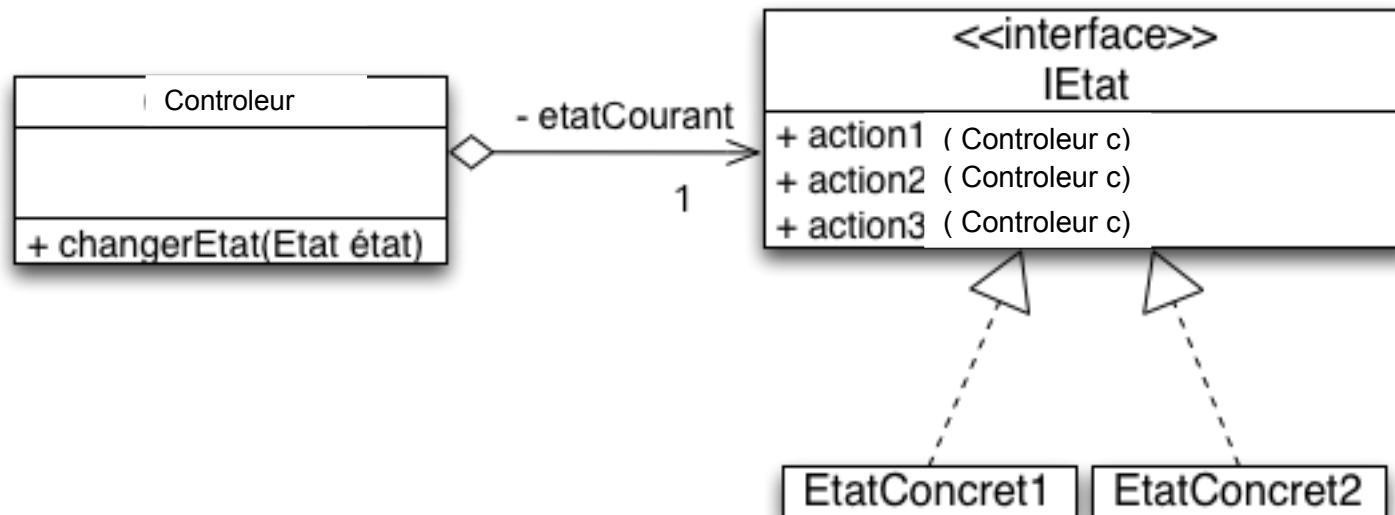 Controleur
+ changerEtat(Etat état)
- etatCourant
1
<<interface>>
IEtat
+ action1 ( Controleur c)
+ action2 ( Controleur c)
+ action3 ( Controleur c)
EtatConcret1
EtatConcret2